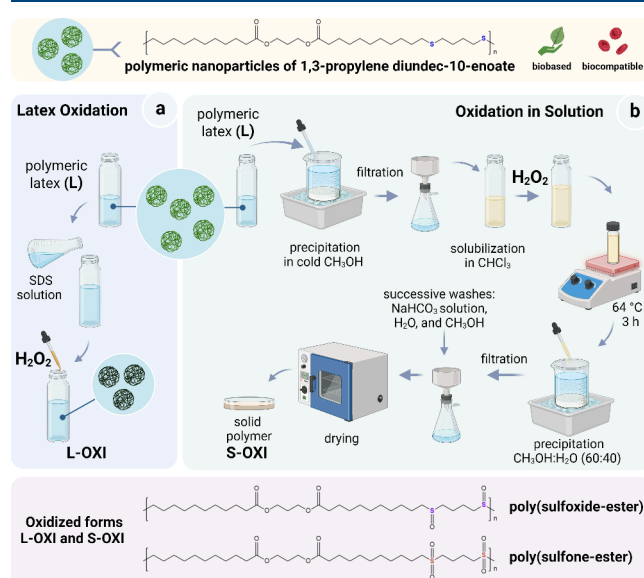 O
O
O
O
O
O
S
S
n
polymeric nanoparticles of 1,3-propylene diundec-10-enoate
biobased
biocompatible
Latex Oxidation
a
polymeric
latex (L)
SDS
solution
H₂O₂
L-OXI
Oxidation in Solution
b
polymeric
latex (L)
precipitation
in cold CH₃OH
filtration
solubilization
in CHCl₃
H₂O₂
64 °C
3 h
precipitation
CH₃OH:H₂O (60:40)
filtration
successive washes:
NaHCO₃ solution,
H₂O, and CH₃OH
drying
solid
polymer
S-OXI
Oxidized forms
L-OXI and S-OXI
O
O
O
O
O
S
S
O
n
poly(sulfoxide-ester)
O
O
O
O
O
O
S
S
O
O
n
poly(sulfone-ester)